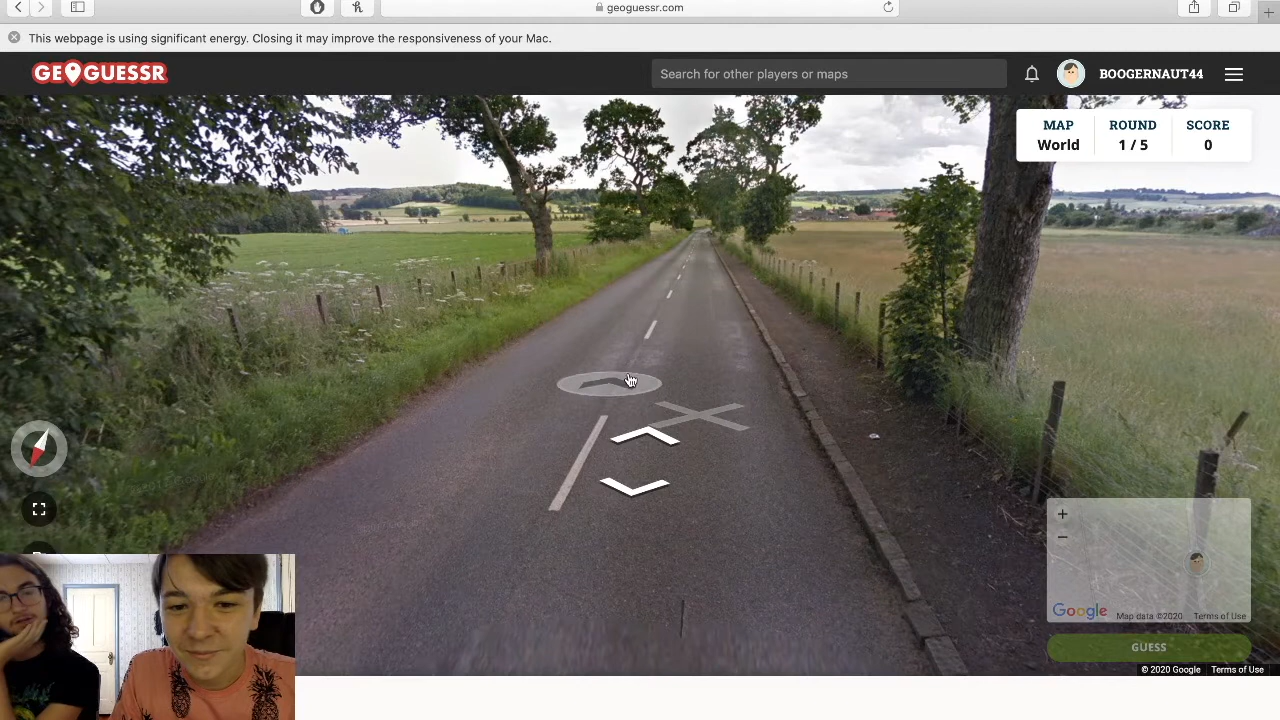 geoguessr.com
This webpage is using significant energy. Closing it may improve the responsiveness of your Mac.
GEOGUESSR
Search for other players or maps
BOOGERNAUT44
MAP ROUND SCORE
World 1 / 5 0
+
−
Google Map data ©2020 Terms of Use
GUESS
© 2020 Google Terms of Use